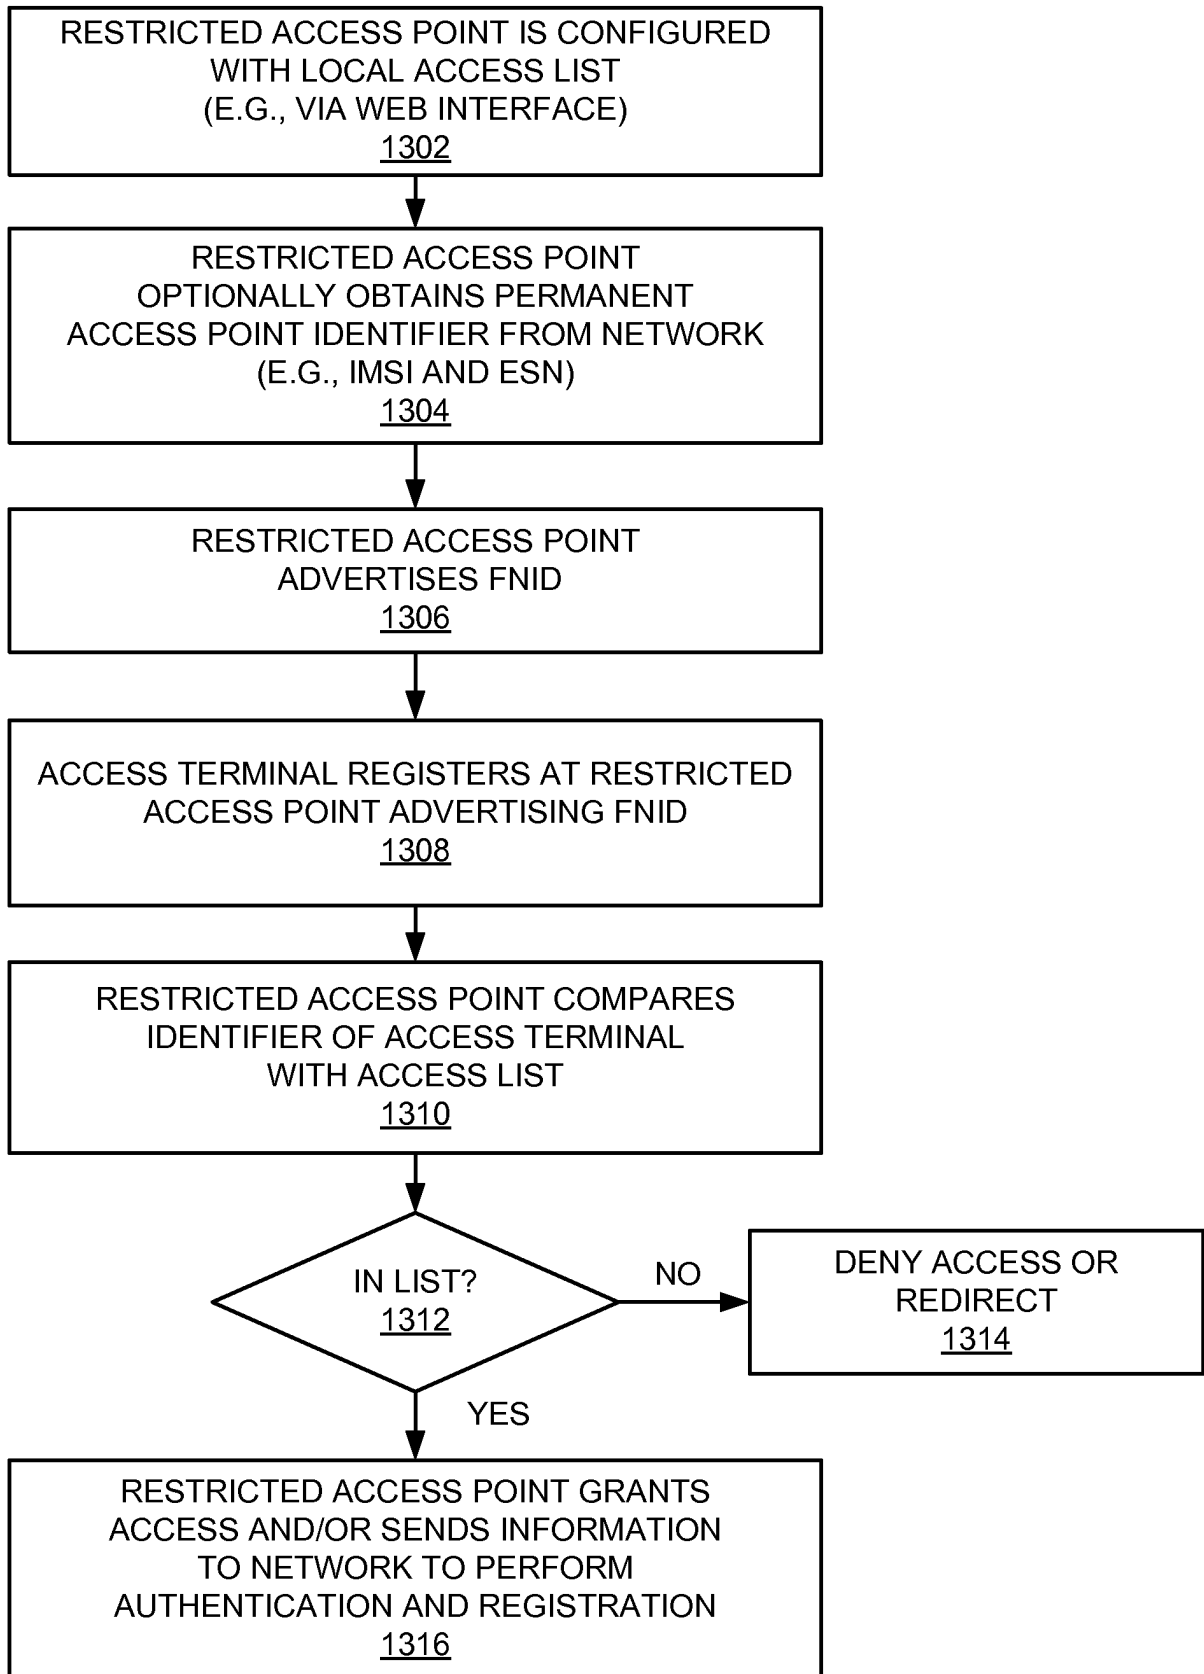 RESTRICTED ACCESS POINT IS CONFIGURED
WITH LOCAL ACCESS LIST
(E.G., VIA WEB INTERFACE)
1302
RESTRICTED ACCESS POINT
OPTIONALLY OBTAINS PERMANENT
ACCESS POINT IDENTIFIER FROM NETWORK
(E.G., IMSI AND ESN)
1304
RESTRICTED ACCESS POINT
ADVERTISES FNID
1306
ACCESS TERMINAL REGISTERS AT RESTRICTED
ACCESS POINT ADVERTISING FNID
1308
RESTRICTED ACCESS POINT COMPARES
IDENTIFIER OF ACCESS TERMINAL
WITH ACCESS LIST
1310
IN LIST?
1312
NO
DENY ACCESS OR
REDIRECT
1314
YES
RESTRICTED ACCESS POINT GRANTS
ACCESS AND/OR SENDS INFORMATION
TO NETWORK TO PERFORM
AUTHENTICATION AND REGISTRATION
1316